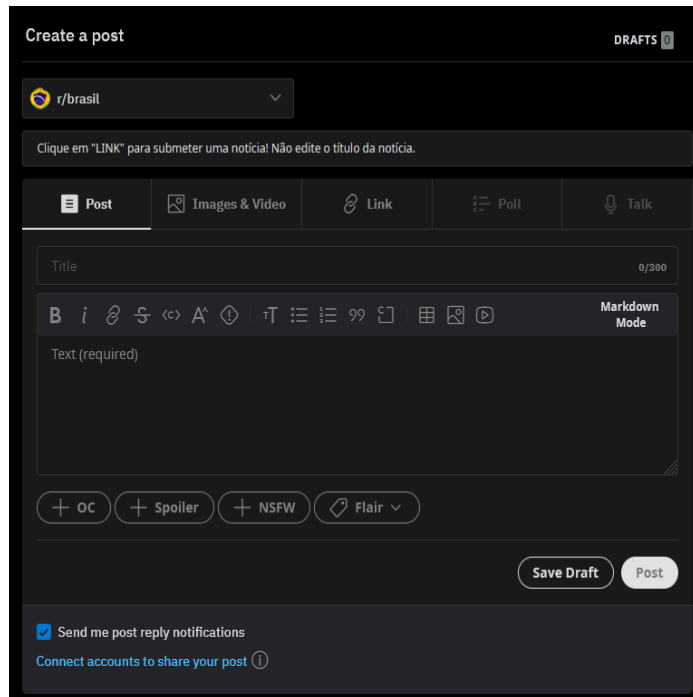 Create a post
DRAFTS 0
r/brasil
Clique em "LINK" para submeter uma notícia! Não edite o título da notícia.
Post Images & Video Link Poll Talk
Title 0/300
B i <c> A^ ! TT 99 Markdown
Mode
Text (required)
OC Spoiler NSFW Flair
Save Draft Post
Send me post reply notifications
Connect accounts to share your post i